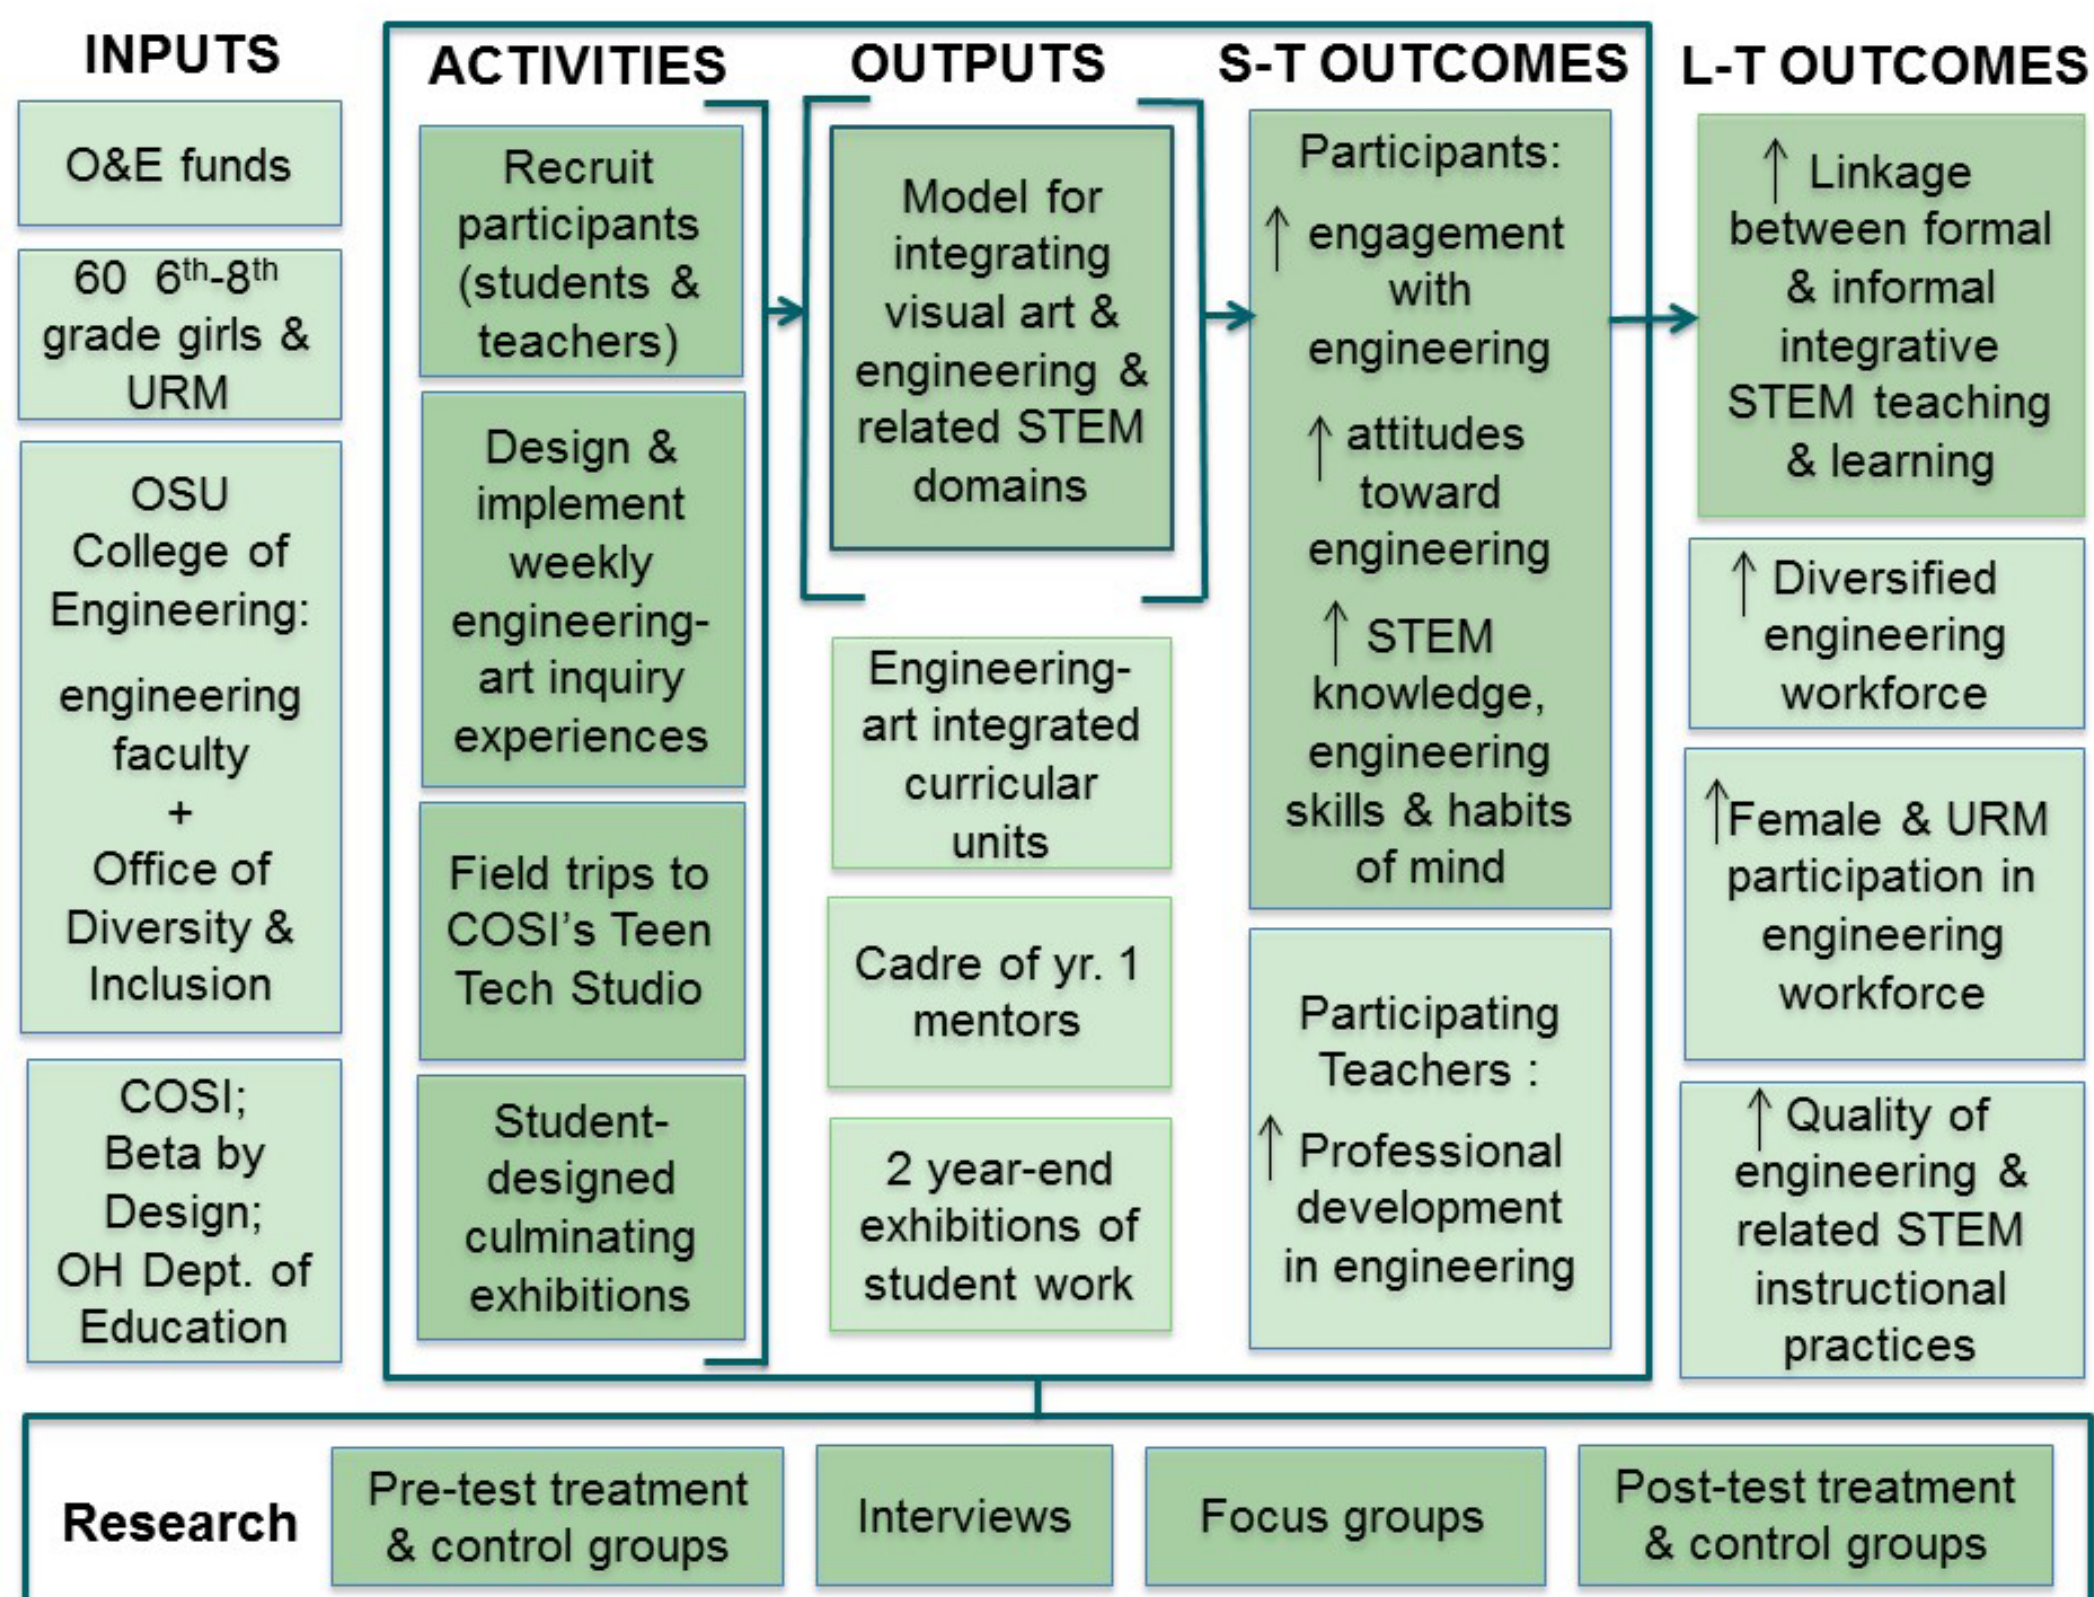 INPUTS
O&E funds
60 6th-8th
grade girls &
URM
OSU
College of
Engineering:
engineering
faculty
+
Office of
Diversity &
Inclusion
COSI;
Beta by
Design;
OH Dept. of
Education
ACTIVITIES
Recruit
participants
(students &
teachers)
Design &
implement
weekly
engineering-
art inquiry
experiences
Field trips to
COSI's Teen
Tech Studio
Student-
designed
culminating
exhibitions
OUTPUTS
Model for
integrating
visual art &
engineering &
related STEM
domains
Engineering-
art integrated
curricular
units
Cadre of yr. 1
mentors
2 year-end
exhibitions of
student work
S-T OUTCOMES
Participants:
↑ engagement
with
engineering
↑ attitudes
toward
engineering
↑ STEM
knowledge,
engineering
skills & habits
of mind
Participating
Teachers :
↑ Professional
development
in engineering
L-T OUTCOMES
↑ Linkage
between formal
& informal
integrative
STEM teaching
& learning
↑ Diversified
engineering
workforce
↑ Female & URM
participation in
engineering
workforce
↑ Quality of
engineering &
related STEM
instructional
practices
Research
Pre-test treatment
& control groups
Interviews
Focus groups
Post-test treatment
& control groups